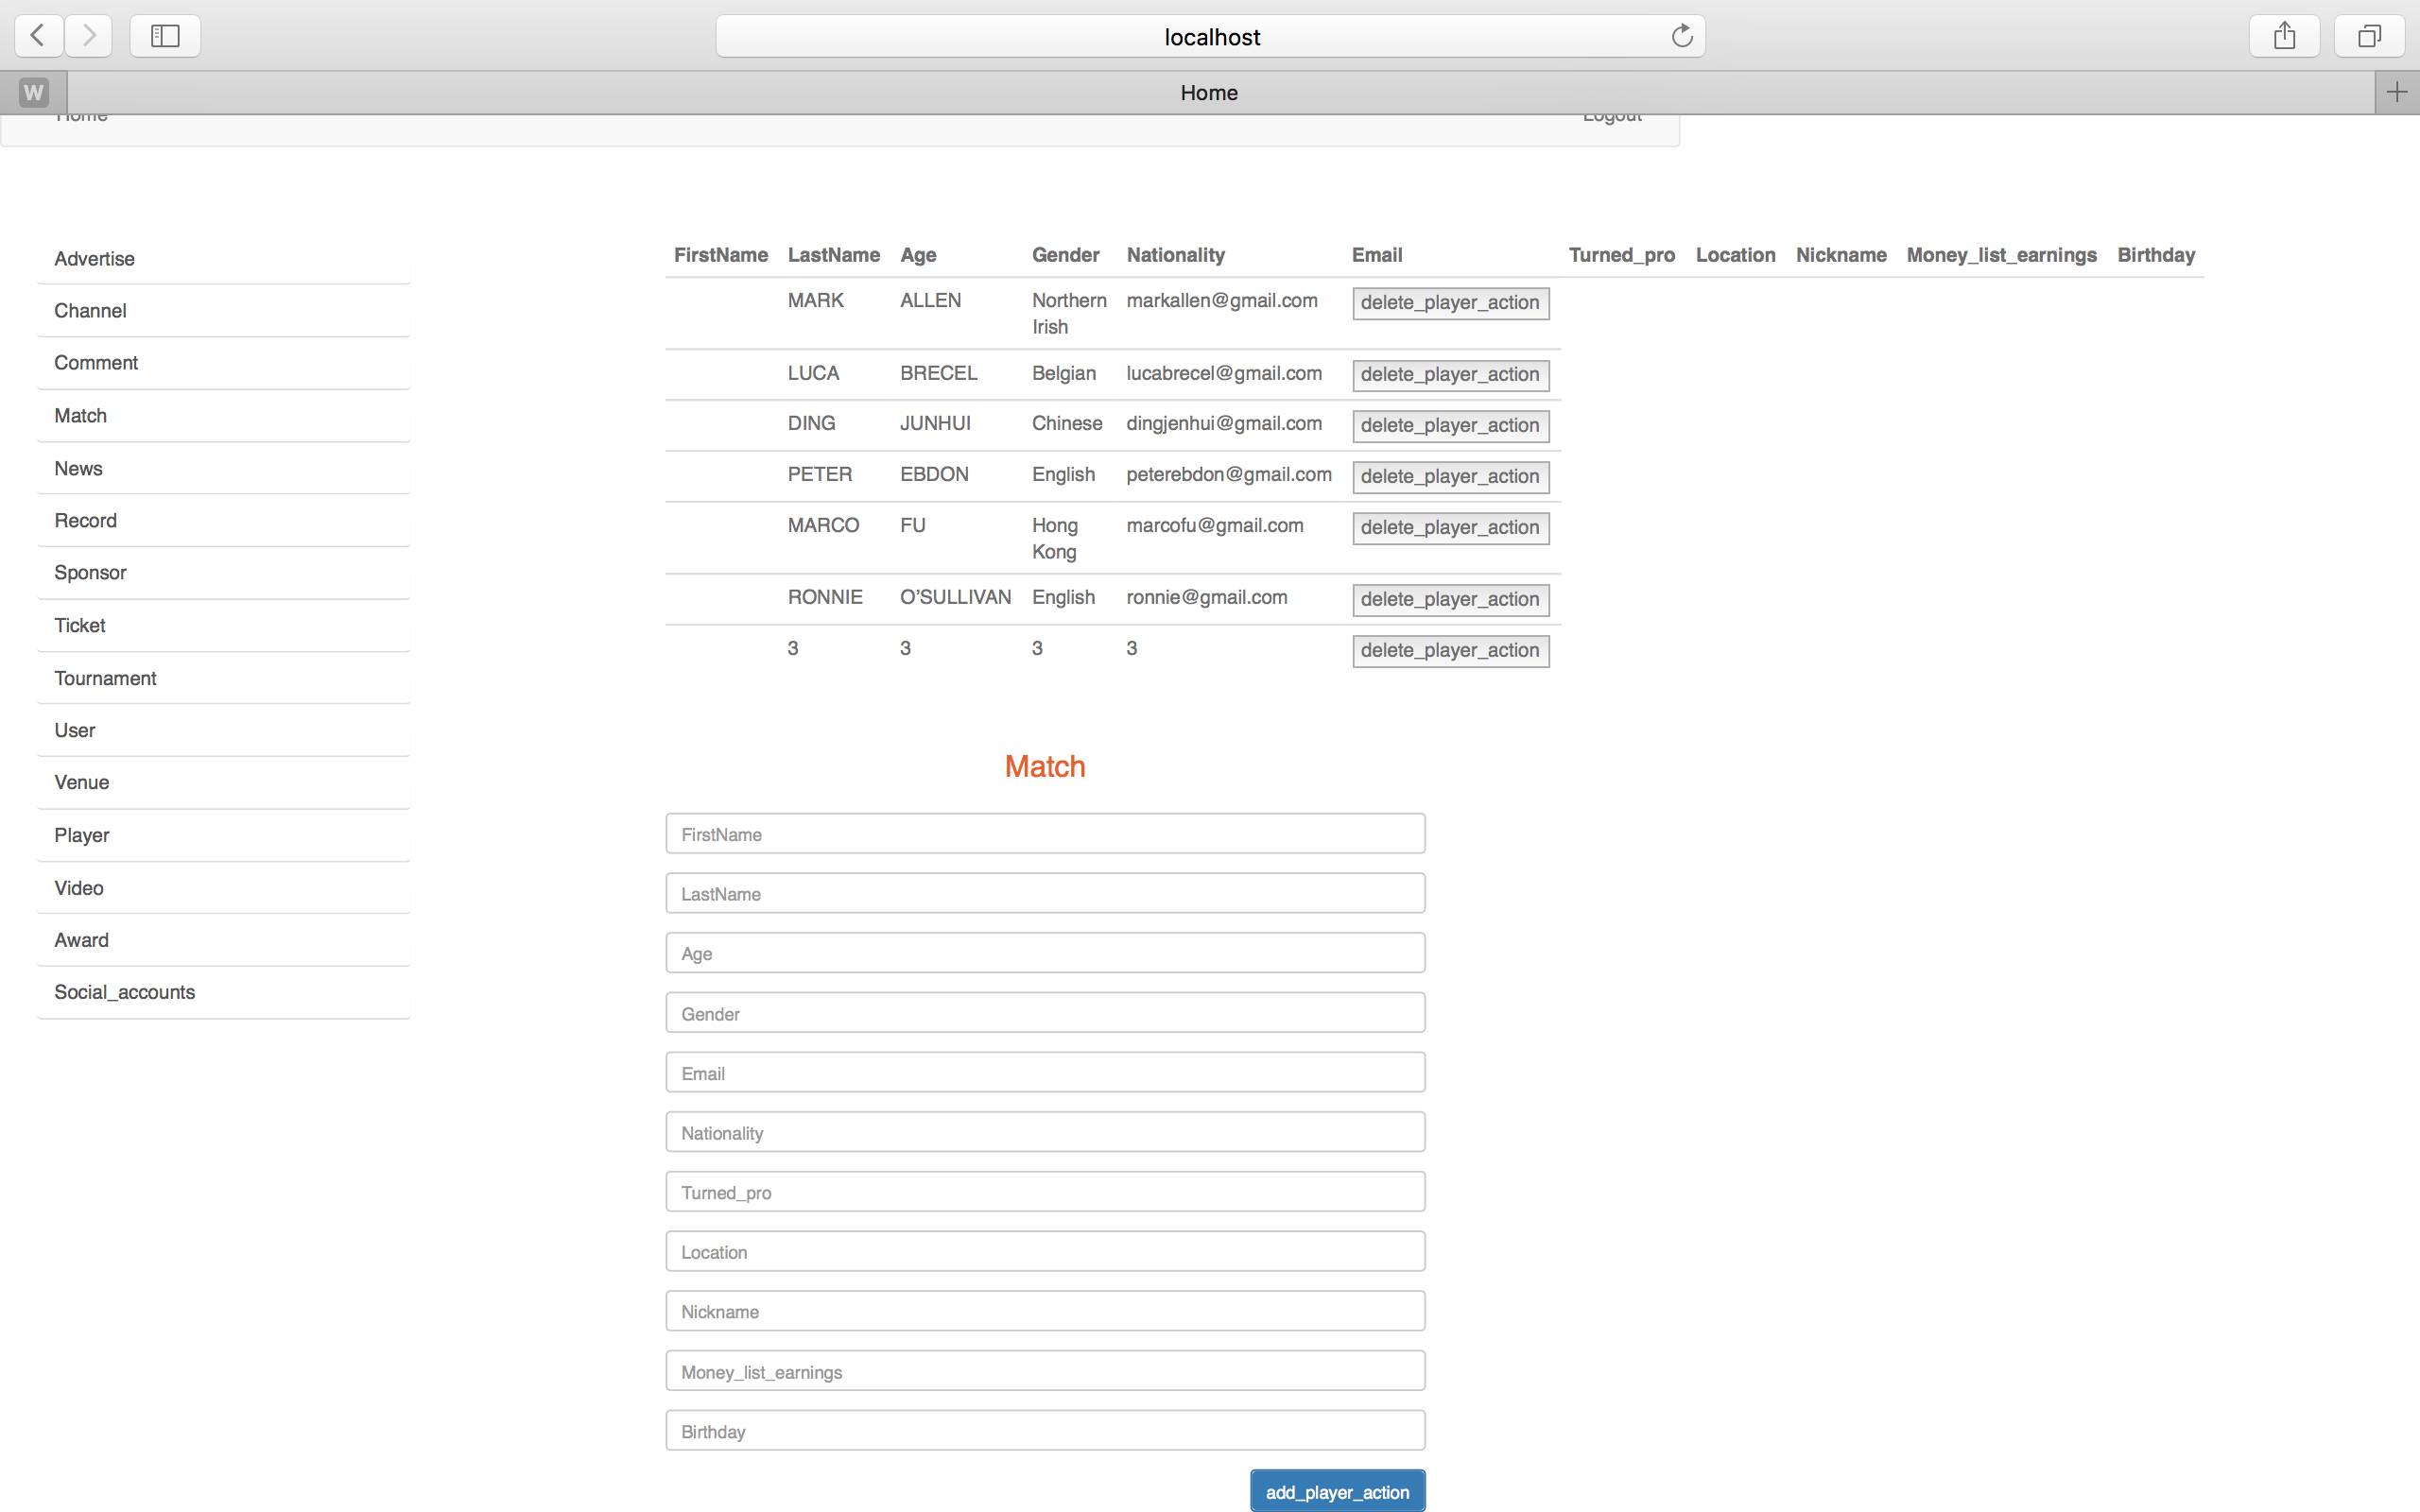 localhost
W
Home
Home
Logout
Advertise
Channel
Comment
Match
News
Record
Sponsor
Ticket
Tournament
User
Venue
Player
Video
Award
Social_accounts
FirstName LastName Age Gender Nationality Email Turned_pro Location Nickname Money_list_earnings Birthday
MARK ALLEN Northern Irish markallen@gmail.com delete_player_action
LUCA BRECEL Belgian lucabrecel@gmail.com delete_player_action
DING JUNHUI Chinese dingjenhui@gmail.com delete_player_action
PETER EBDON English peterebdon@gmail.com delete_player_action
MARCO FU Hong Kong marcofu@gmail.com delete_player_action
RONNIE O’SULLIVAN English ronnie@gmail.com delete_player_action
3 3 3 3 delete_player_action
Match
FirstName
LastName
Age
Gender
Email
Nationality
Turned_pro
Location
Nickname
Money_list_earnings
Birthday
add_player_action